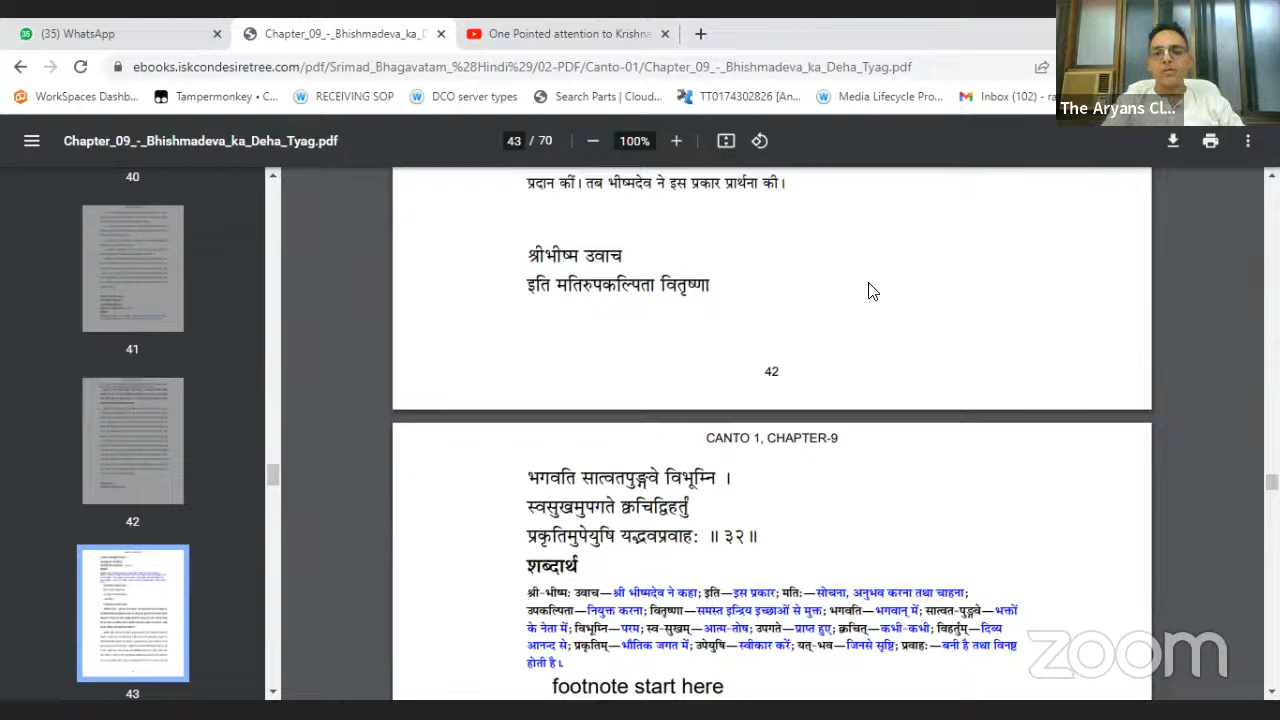 (35) WhatsApp
Chapter_09_-_Bhishmadeva_ka_D
One Pointed attention to Krishna
ebooks.iskcondesiretree.com/pdf/Srimad_Bhagavatam_%28Hindi%29/02-PDF/Canto-01/Chapter_09_-_Bhishmadeva_ka_Deha_Tyag.pdf
WorkSpaces Dashb... Tampermonkey • C... RECEIVING SOP DCO server types Search Parts | Cloud... TT0174302826 [An... Media Lifecycle Pro... Inbox (102) - ra
The Aryans Cl...
Chapter_09_-_Bhishmadeva_ka_Deha_Tyag.pdf
43 / 70
100%
40
41
42
43
प्रदान कीं। तब भीष्मदेव ने इस प्रकार प्रार्थना की।
श्रीभीष्म उवाच
इति मतिरुपकल्पिता वितृष्णा
42
CANTO 1, CHAPTER-9
भगवति सात्वतपुङ्गवे विभूम्नि ।
स्वसुखमुपगते क्वचिद्विहर्तुं
प्रकृतिमुपेयुषि यद्भवप्रवाहः ॥ ३२॥
शब्दार्थ
श्री-भीष्मः उवाच—श्री भीष्मदेव ने कहा; इति—इस प्रकार; मतिः—सोचना, अनुभव करना तथा चाहना;
उपकल्पिता—नियुक्त करना; वितृष्णा—समस्त इन्द्रिय इच्छाओं से मुक्त; भगवति—भगवान् में; सात्वत-पुङ्गवे—भक्तों
के नेता में; विभूम्नि—परम; स्व-सुखम्—आत्म-तोष; उपगते—प्राप्त हुए; क्वचित्—कभी-कभी; विहर्तुम्—दिव्य
आनन्द में; प्रकृतिम्—भौतिक जगत में; उपेयुषि—स्वीकार करें; यत्-भव—जिनसे सृष्टि; प्रवाहः—बनी है तथा विनष्ट
होती है।
footnote start here
zoom